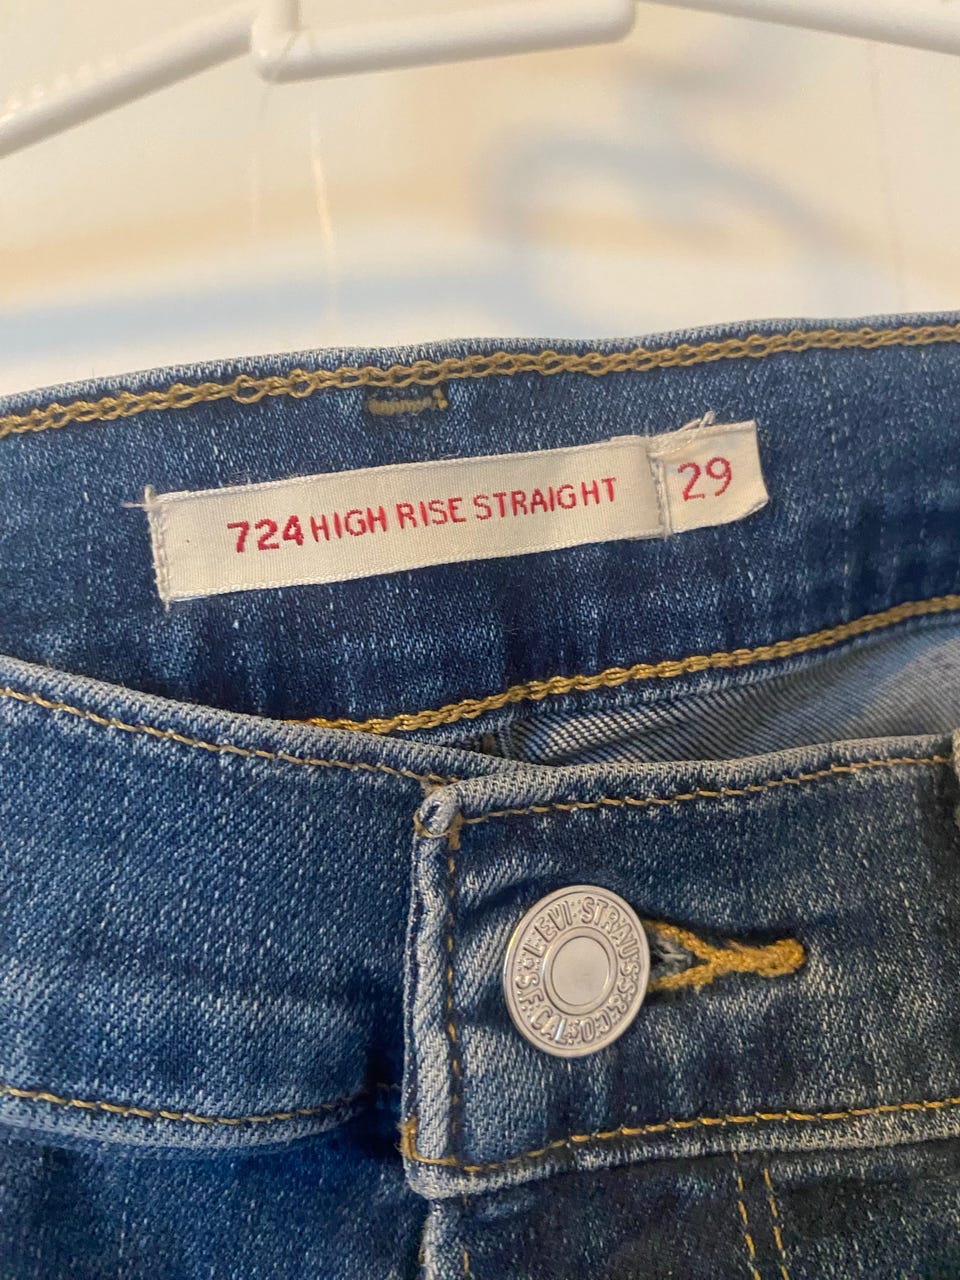 724 HIGH RISE STRAIGHT 29
LEVI STRAUSS & CO.
S.F. CAL